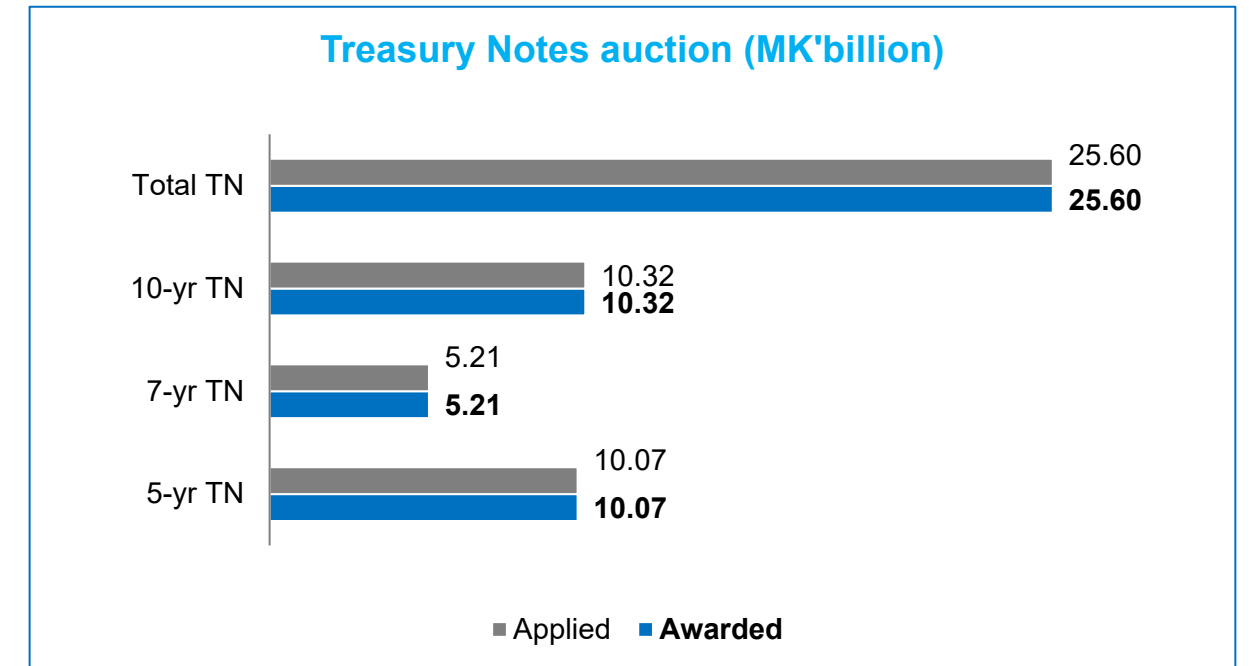 Treasury Notes auction (MK'billion)
Total TN
25.60
25.60
10-yr TN
10.32
10.32
7-yr TN
5.21
5.21
5-yr TN
10.07
10.07
Applied Awarded